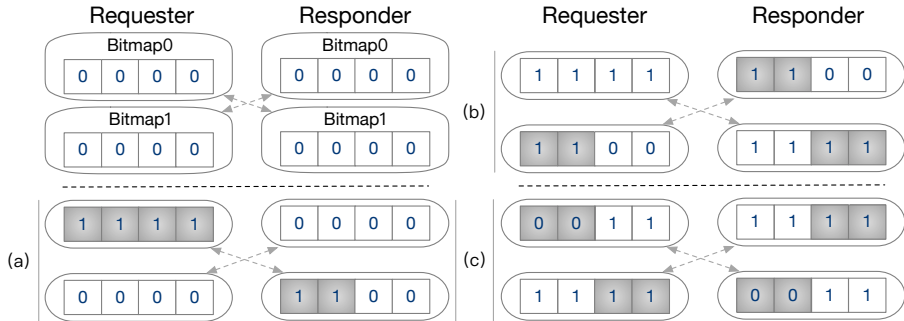 Requester Responder
Bitmap0 Bitmap0
0 0 0 0 0 0 0 0
Bitmap1 Bitmap1
0 0 0 0 0 0 0 0
(a)
1 1 1 1 0 0 0 0
0 0 0 0 1 1 0 0
Requester Responder
(b)
1 1 1 1 1 1 0 0
1 1 0 0 1 1 1 1
(c)
0 0 1 1 1 1 1 1
1 1 1 1 0 0 1 1